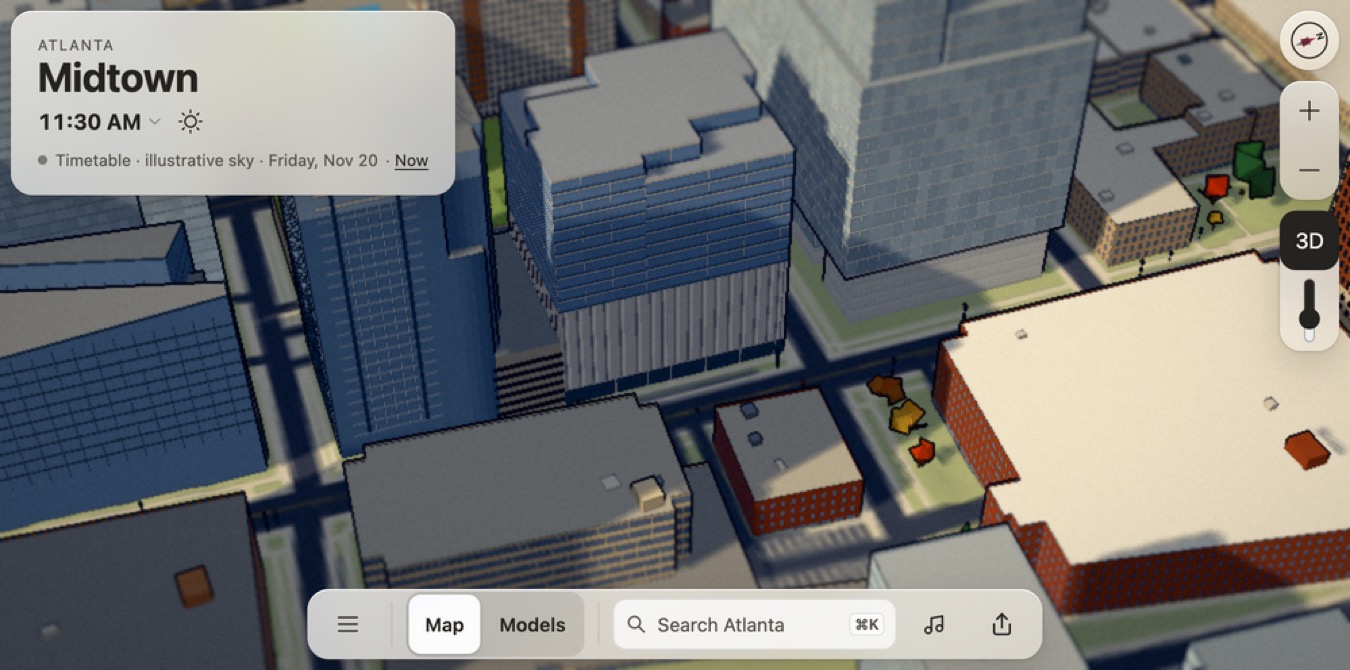 ATLANTA
Midtown
11:30 AM
Timetable · illustrative sky · Friday, Nov 20 · Now
N
+
−
3D
Map
Models
Search Atlanta
⌘K